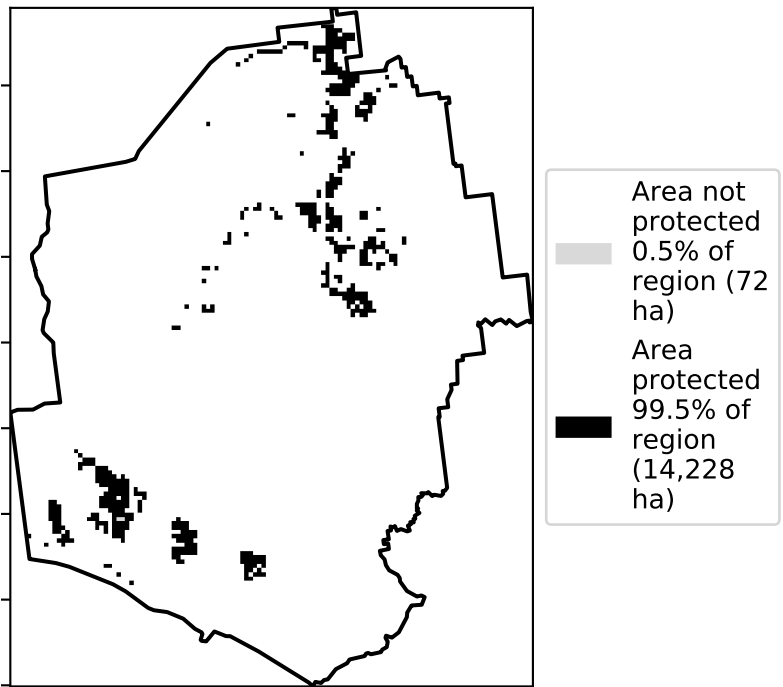 Area not
protected
0.5% of
region (72
ha)
Area
protected
99.5% of
region
(14,228
ha)